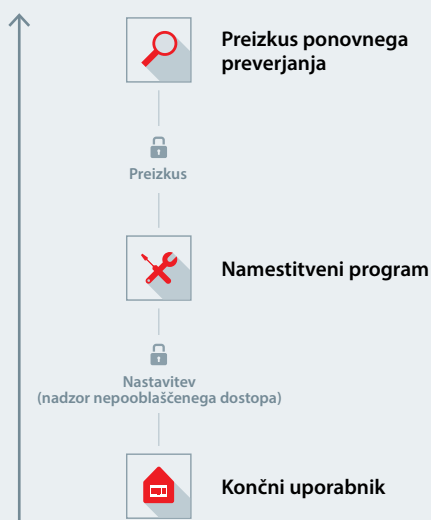 Preizkus ponovnega
preverjanja
Preizkus
Namestitveni program
Nastavitev
(nadzor nepooblaščenega dostopa)
Končni uporabnik